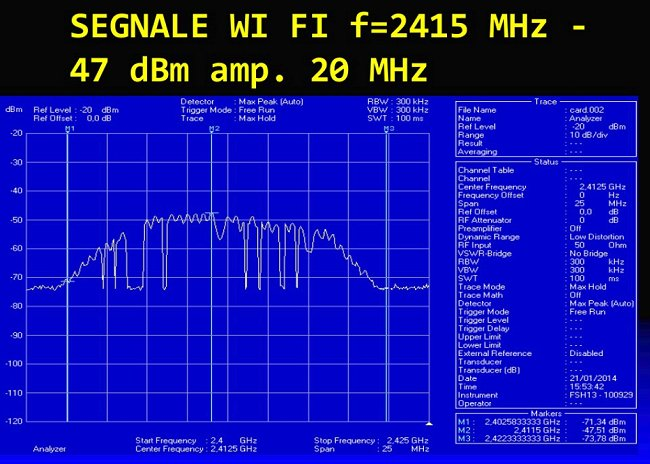 SEGNALE WI FI f=2415 MHz -
47 dBm amp. 20 MHz
dBm Ref Level : -20 dBm
Ref Offset : 0,0 dB
Detector : Max Peak (Auto)
Trigger Mode : Free Run
Trace : Max Hold
RBW : 300 kHz
VBW : 300 kHz
SWT : 100 ms
M1 M2 M3
-20
-30
-40
-50
-60
-70
-80
-90
-100
-110
-120
Start Frequency : 2,4 GHz
Center Frequency : 2,4125 GHz
Stop Frequency : 2,425 GHz
Span : 25 MHz
Analyzer
Trace
File Name : card.002
Name : Analyzer
Ref Level : -20 dBm
Range : 10 dB/div
Result : ---
Averaging : ---
Status
Channel Table : ---
Channel : ---
Center Frequency : 2,4125 GHz
Frequency Offset : 0 Hz
Span : 25 MHz
Ref Offset : 0,0 dB
RF Attenuator : 0 dB
Preamplifier : Off
Dynamic Range : Low Distortion
RF Input : 50 Ohm
VSWR-Bridge : No Bridge
RBW : 300 kHz
VBW : 300 kHz
SWT : 100 ms
Trace Mode : Max Hold
Trace Math : Off
Detector : Max Peak (Auto)
Trigger Mode : Free Run
Trigger Level : ---
Trigger Delay : ---
Upper Limit : ---
Lower Limit : ---
External Reference : Disabled
Transducer : ---
Transducer (dB) : ---
Date : 21/01/2014
Time : 15:53:42
Instrument : FSH13 - 100929
Operator : ---
Markers
M1 : 2,4025833333 GHz : -71,34 dBm
M2 : 2,4115 GHz : -47,51 dBm
M3 : 2,4223333333 GHz : -73,78 dBm